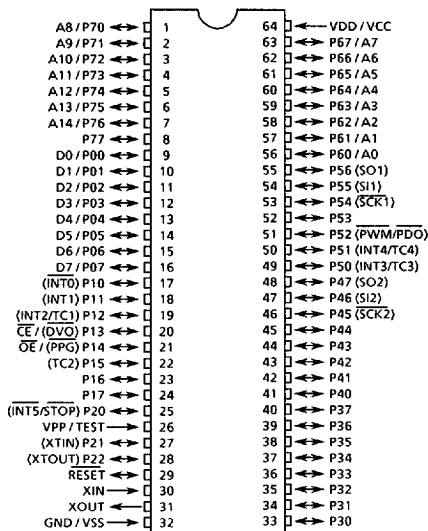 A8 / P70 1 64 VDD / VCC
A9 / P71 2 63 P67 / A7
A10 / P72 3 62 P66 / A6
A11 / P73 4 61 P65 / A5
A12 / P74 5 60 P64 / A4
A13 / P75 6 59 P63 / A3
A14 / P76 7 58 P62 / A2
P77 8 57 P61 / A1
D0 / P00 9 56 P60 / A0
D1 / P01 10 55 P56 (SO1)
D2 / P02 11 54 P55 (SI1)
D3 / P03 12 53 P54 (SCK1)
D4 / P04 13 52 P53
D5 / P05 14 51 P52 (PWM/PDO)
D6 / P06 15 50 P51 (INT4/TC4)
D7 / P07 16 49 P50 (INT3/TC3)
(INT0) P10 17 48 P47 (SO2)
(INT1) P11 18 47 P46 (SI2)
(INT2/TC1) P12 19 46 P45 (SCK2)
CE / (DVO) P13 20 45 P44
OE / (PPG) P14 21 44 P43
(TC2) P15 22 43 P42
P16 23 42 P41
P17 24 41 P40
(INT5/STOP) P20 25 40 P37
VPP / TEST 26 39 P36
(XTIN) P21 27 38 P35
(XTOUT) P22 28 37 P34
RESET 29 36 P33
XIN 30 35 P32
XOUT 31 34 P31
GND / VSS 32 33 P30